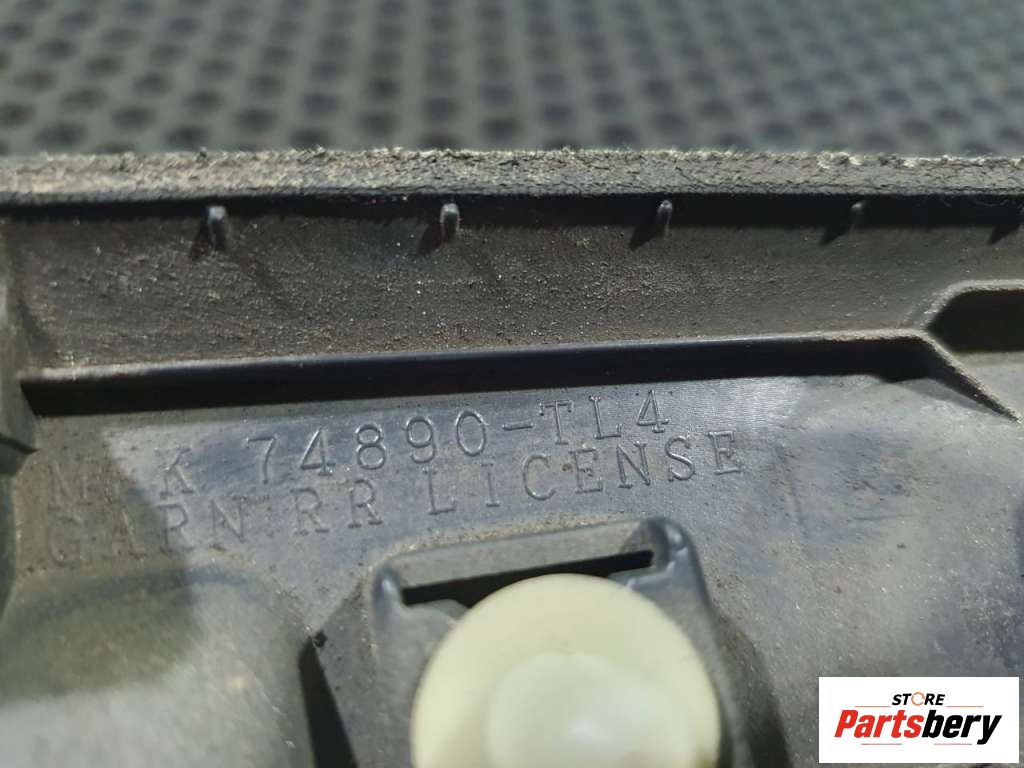 K 74890-TL4
GARN RR LICENSE
STORE
Partsbery